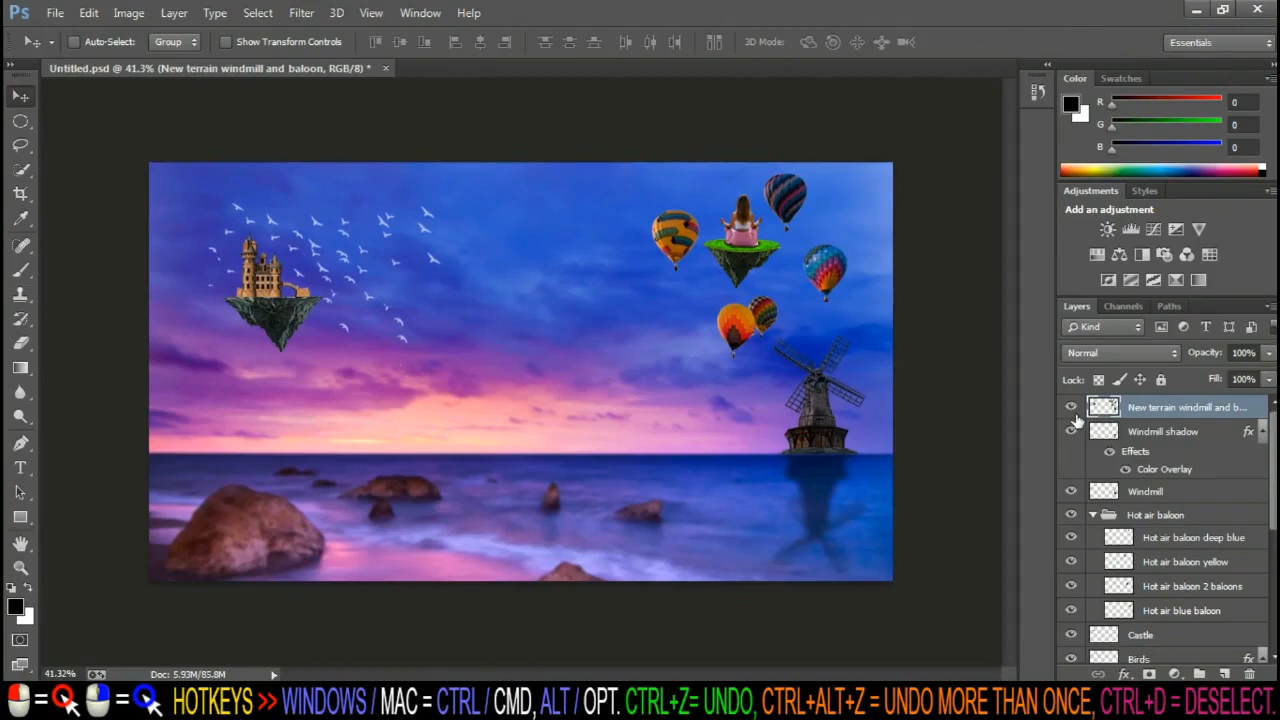 Ps File Edit Image Layer Type Select Filter 3D View Window Help
Auto-Select: Group Show Transform Controls 3D Mode: Essentials
Untitled.psd @ 41.3% (New terrain windmill and baloon, RGB/8) * ×
Color Swatches
R 0
G 0
B 0
Adjustments Styles
Add an adjustment
Layers Channels Paths
Kind
Normal Opacity: 100%
Lock: Fill: 100%
New terrain windmill and b...
Windmill shadow fx
Effects
Color Overlay
Windmill
Hot air baloon
Hot air baloon deep blue
Hot air baloon yellow
Hot air baloon 2 baloons
Hot air blue baloon
Castle
Birds fx
41.32% Doc: 5.93M/85.8M
= = HOTKEYS >> WINDOWS / MAC = CTRL / CMD, ALT / OPT. CTRL+Z= UNDO, CTRL+ALT+Z = UNDO MORE THAN ONCE, CTRL+D = DESELECT.